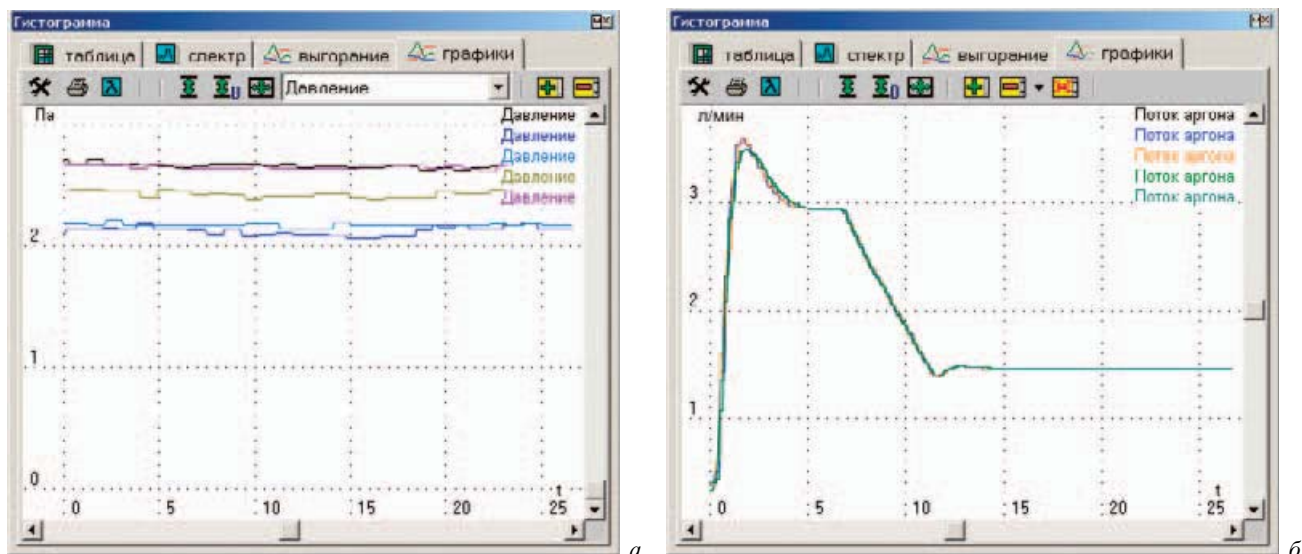 Гистограмма
таблица спектр выгорание графики
Давление
Па
Давление
Давление
Давление
Давление
Давление
2
1
0
t
0 5 10 15 20 25
а
Гистограмма
таблица спектр выгорание графики
л/мин
Поток аргона
Поток аргона
Поток аргона
Поток аргона
Поток аргона
3
2
1
t
0 5 10 15 20 25
б